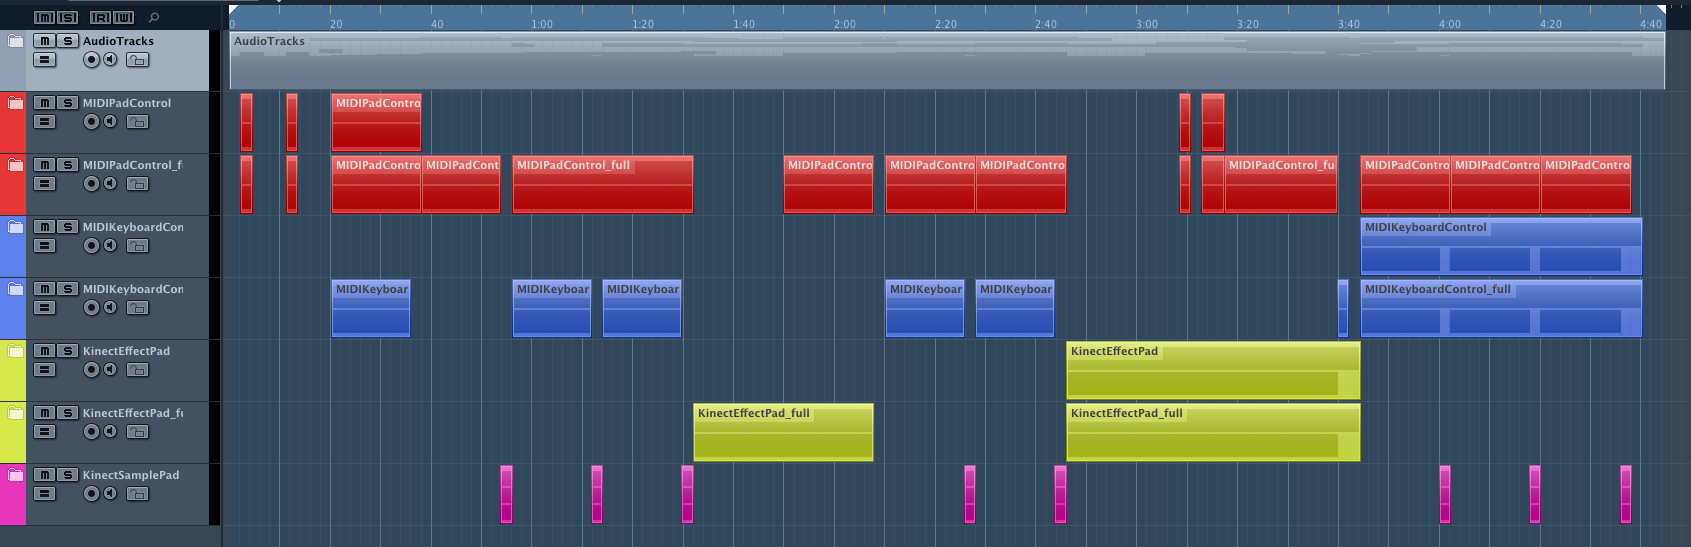 M S R W
0 20 40 1:00 1:20 1:40 2:00 2:20 2:40 3:00 3:20 3:40 4:00 4:20 4:40
M S AudioTracks
AudioTracks
M S MIDIPadControl
MIDIPadContro
M S MIDIPadControl_fu
MIDIPadContro MIDIPadCont MIDIPadControl_full MIDIPadContro MIDIPadContro MIDIPadContro MIDIPadControl_fu MIDIPadContro MIDIPadContro MIDIPadContro
M S MIDIKeyboardCon
MIDIKeyboardControl
M S MIDIKeyboardCon
MIDIKeyboar MIDIKeyboar MIDIKeyboar MIDIKeyboar MIDIKeyboar MIDIKeyboardControl_full
M S KinectEffectPad
KinectEffectPad
M S KinectEffectPad_fu
KinectEffectPad_full KinectEffectPad_full
M S KinectSamplePad